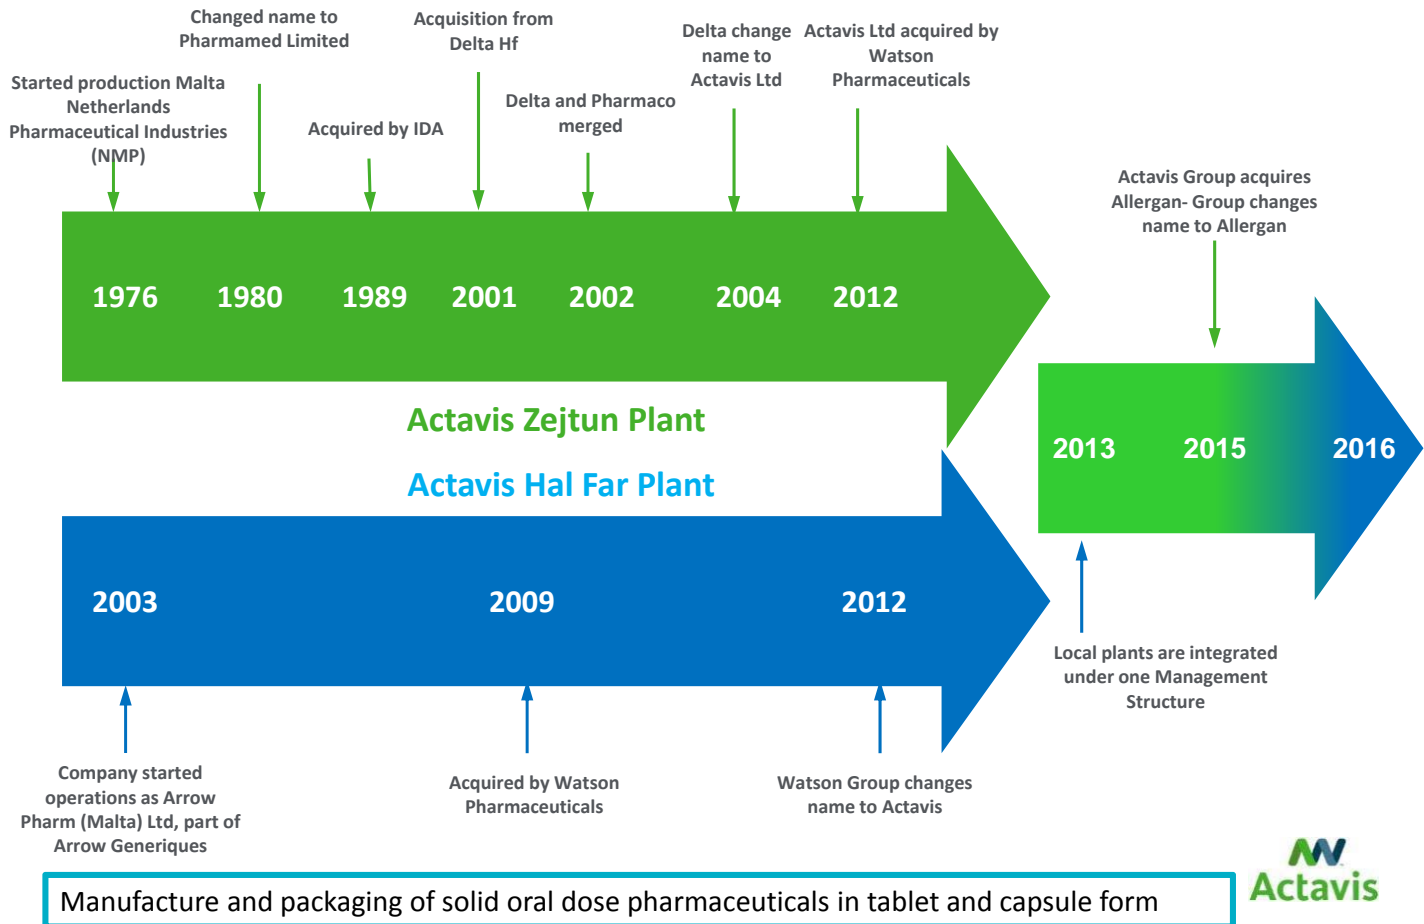 Changed name to
Pharmamed Limited
Acquisition from
Delta Hf
Delta change
name to
Actavis Ltd
Actavis Ltd acquired by
Watson
Pharmaceuticals
Started production Malta
Netherlands
Pharmaceutical Industries
(NMP)
Acquired by IDA
Delta and Pharmaco
merged
Actavis Group acquires
Allergan- Group changes
name to Allergan
1976
1980
1989
2001
2002
2004
2012
Actavis Zejtun Plant
2013
2015
2016
Actavis Hal Far Plant
2003
2009
2012
Local plants are integrated
under one Management
Structure
Company started
operations as Arrow
Pharm (Malta) Ltd, part of
Arrow Generiques
Acquired by Watson
Pharmaceuticals
Watson Group changes
name to Actavis
Manufacture and packaging of solid oral dose pharmaceuticals in tablet and capsule form
Actavis